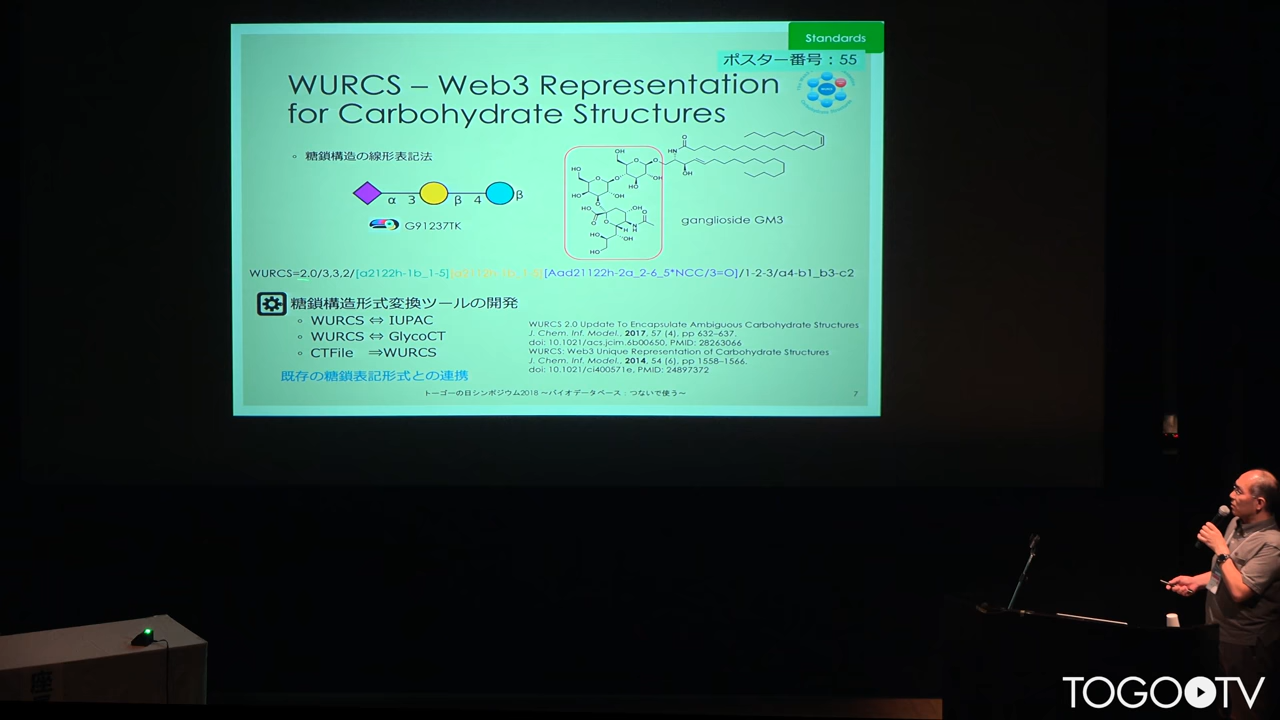 Standards
ポスター番号：55
WURCS – Web3 Representation
for Carbohydrate Structures
糖鎖構造の線形表記法
α 3 β 4 β
G91237TK
ganglioside GM3
WURCS=2.0/3,3,2/[a2122h-1b_1-5][a2112h-1b_1-5][Aad21122h-2a_2-6_5*NCC/3=O]/1-2-3/a4-b1_b3-c2
糖鎖構造形式変換ツールの開発
WURCS ⇔ IUPAC
WURCS ⇔ GlycoCT
CTFile ⇒WURCS
既存の糖鎖表記形式との連携
WURCS 2.0 Update To Encapsulate Ambiguous Carbohydrate Structures
J. Chem. Inf. Model., 2017, 57 (4), pp 632–637.
doi: 10.1021/acs.jcim.6b00650, PMID: 28263066
WURCS: Web3 Unique Representation of Carbohydrate Structures
J. Chem. Inf. Model., 2014, 54 (6), pp 1558–1566.
doi: 10.1021/ci400571e, PMID: 24897372
トーゴーの日シンポジウム2018 ～バイオデータベース：つないで使う～
7
座
TOGOTV